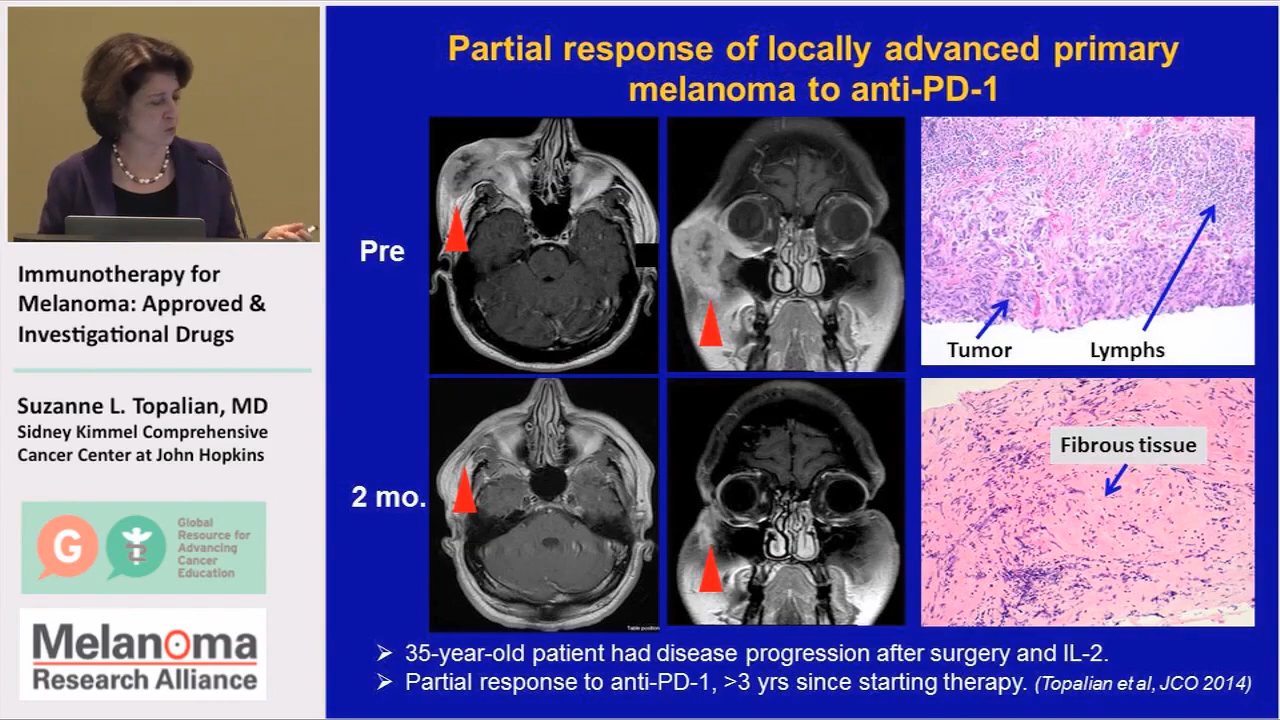 Partial response of locally advanced primary
melanoma to anti-PD-1
Pre
Tumor
Lymphs
2 mo.
Fibrous tissue
Table position
➢ 35-year-old patient had disease progression after surgery and IL-2.
➢ Partial response to anti-PD-1, >3 yrs since starting therapy. (Topalian et al, JCO 2014)
Immunotherapy for
Melanoma: Approved &
Investigational Drugs
Suzanne L. Topalian, MD
Sidney Kimmel Comprehensive
Cancer Center at John Hopkins
G
Global
Resource for
Advancing
Cancer
Education
Melanoma
Research Alliance